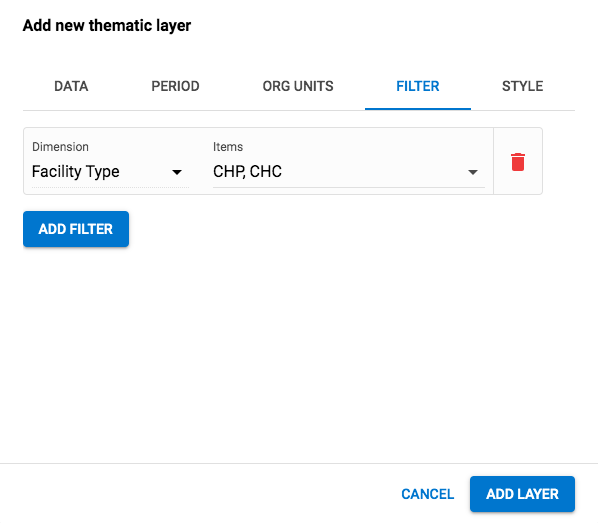 Add new thematic layer
DATA PERIOD ORG UNITS FILTER STYLE
Dimension Items
Facility Type CHP, CHC
ADD FILTER
CANCEL ADD LAYER